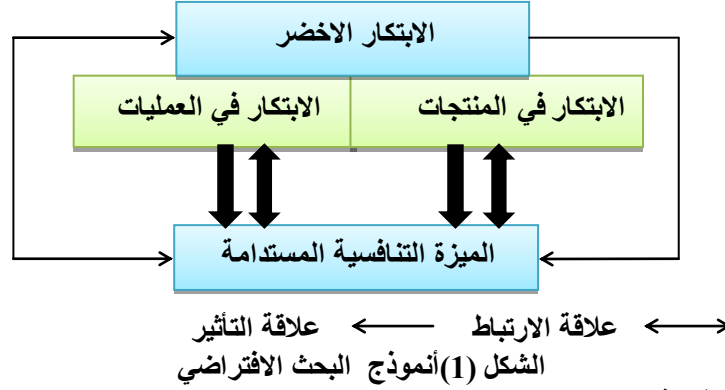 الابتكار الاخضر
الابتكار في المنتجات
الابتكار في العمليات
الميزة التنافسية المستدامة
علاقة الارتباط علاقة التأثير
الشكل (1)أنموذج البحث الافتراضي